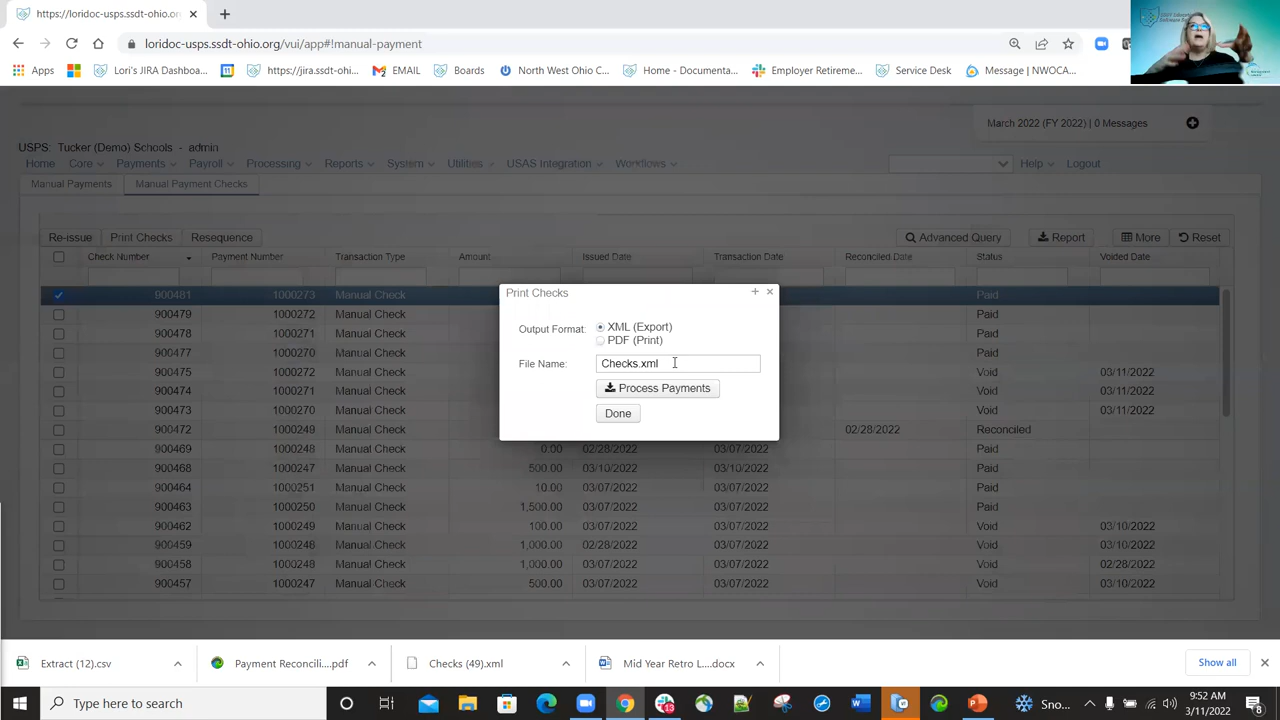 https://loridoc-usps.ssdt-ohio.org/
loridoc-usps.ssdt-ohio.org/vui/app#!manual-payment
Apps Lori's JIRA Dashboa... https://jira.ssdt-ohi... EMAIL Boards North West Ohio C... Home - Documenta... Employer Retireme... Service Desk Message | NWOCA...
March 2022 (FY 2022) | 0 Messages
USPS: Tucker (Demo) Schools - admin
Home Core Payments Payroll Processing Reports System Utilities USAS Integration Workflows Help Logout
Manual Payments Manual Payment Checks
Re-issue Print Checks Resequence Advanced Query Report More Reset
Check Number Payment Number Transaction Type Amount Issued Date Transaction Date Reconciled Date Status Voided Date
900481 1000273 Manual Check Paid
900479 1000272 Manual Check Paid
900478 1000271 Manual Check Paid
900477 1000270 Manual Check Paid
900475 1000272 Manual Check Void 03/11/2022
900474 1000271 Manual Check Void 03/11/2022
900473 1000270 Manual Check Void 03/11/2022
900472 1000249 Manual Check 02/28/2022 Reconciled
900469 1000248 Manual Check 0.00 02/28/2022 03/07/2022 Paid
900468 1000247 Manual Check 500.00 03/10/2022 03/10/2022 Paid
900464 1000251 Manual Check 10.00 03/07/2022 03/07/2022 Paid
900463 1000250 Manual Check 1,500.00 03/07/2022 03/07/2022 Paid
900462 1000249 Manual Check 100.00 03/07/2022 03/07/2022 Void 03/10/2022
900459 1000248 Manual Check 1,000.00 02/28/2022 03/07/2022 Void 03/10/2022
900458 1000248 Manual Check 1,000.00 03/07/2022 03/07/2022 Void 02/28/2022
900457 1000247 Manual Check 500.00 03/07/2022 03/07/2022 Void 03/10/2022
Print Checks
Output Format: XML (Export)
PDF (Print)
File Name: Checks.xml
Process Payments
Done
Extract (12).csv Payment Reconcili....pdf Checks (49).xml Mid Year Retro L....docx Show all
Type here to search
Sno...
9:52 AM
3/11/2022
8